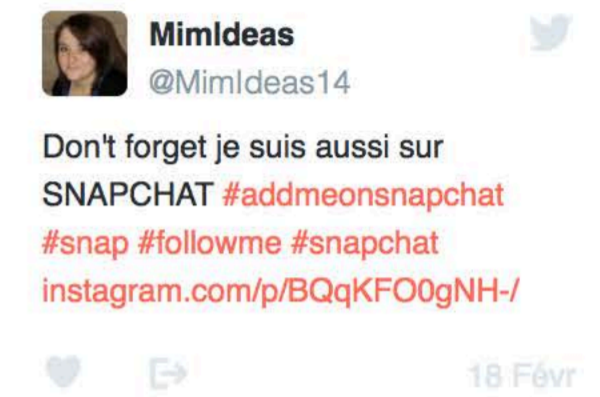 MimIdeas
@MimIdeas14
Don't forget je suis aussi sur
SNAPCHAT #addmeonsnapchat
#snap #followme #snapchat
instagram.com/p/BQqKFO0gNH-/
18 Févr